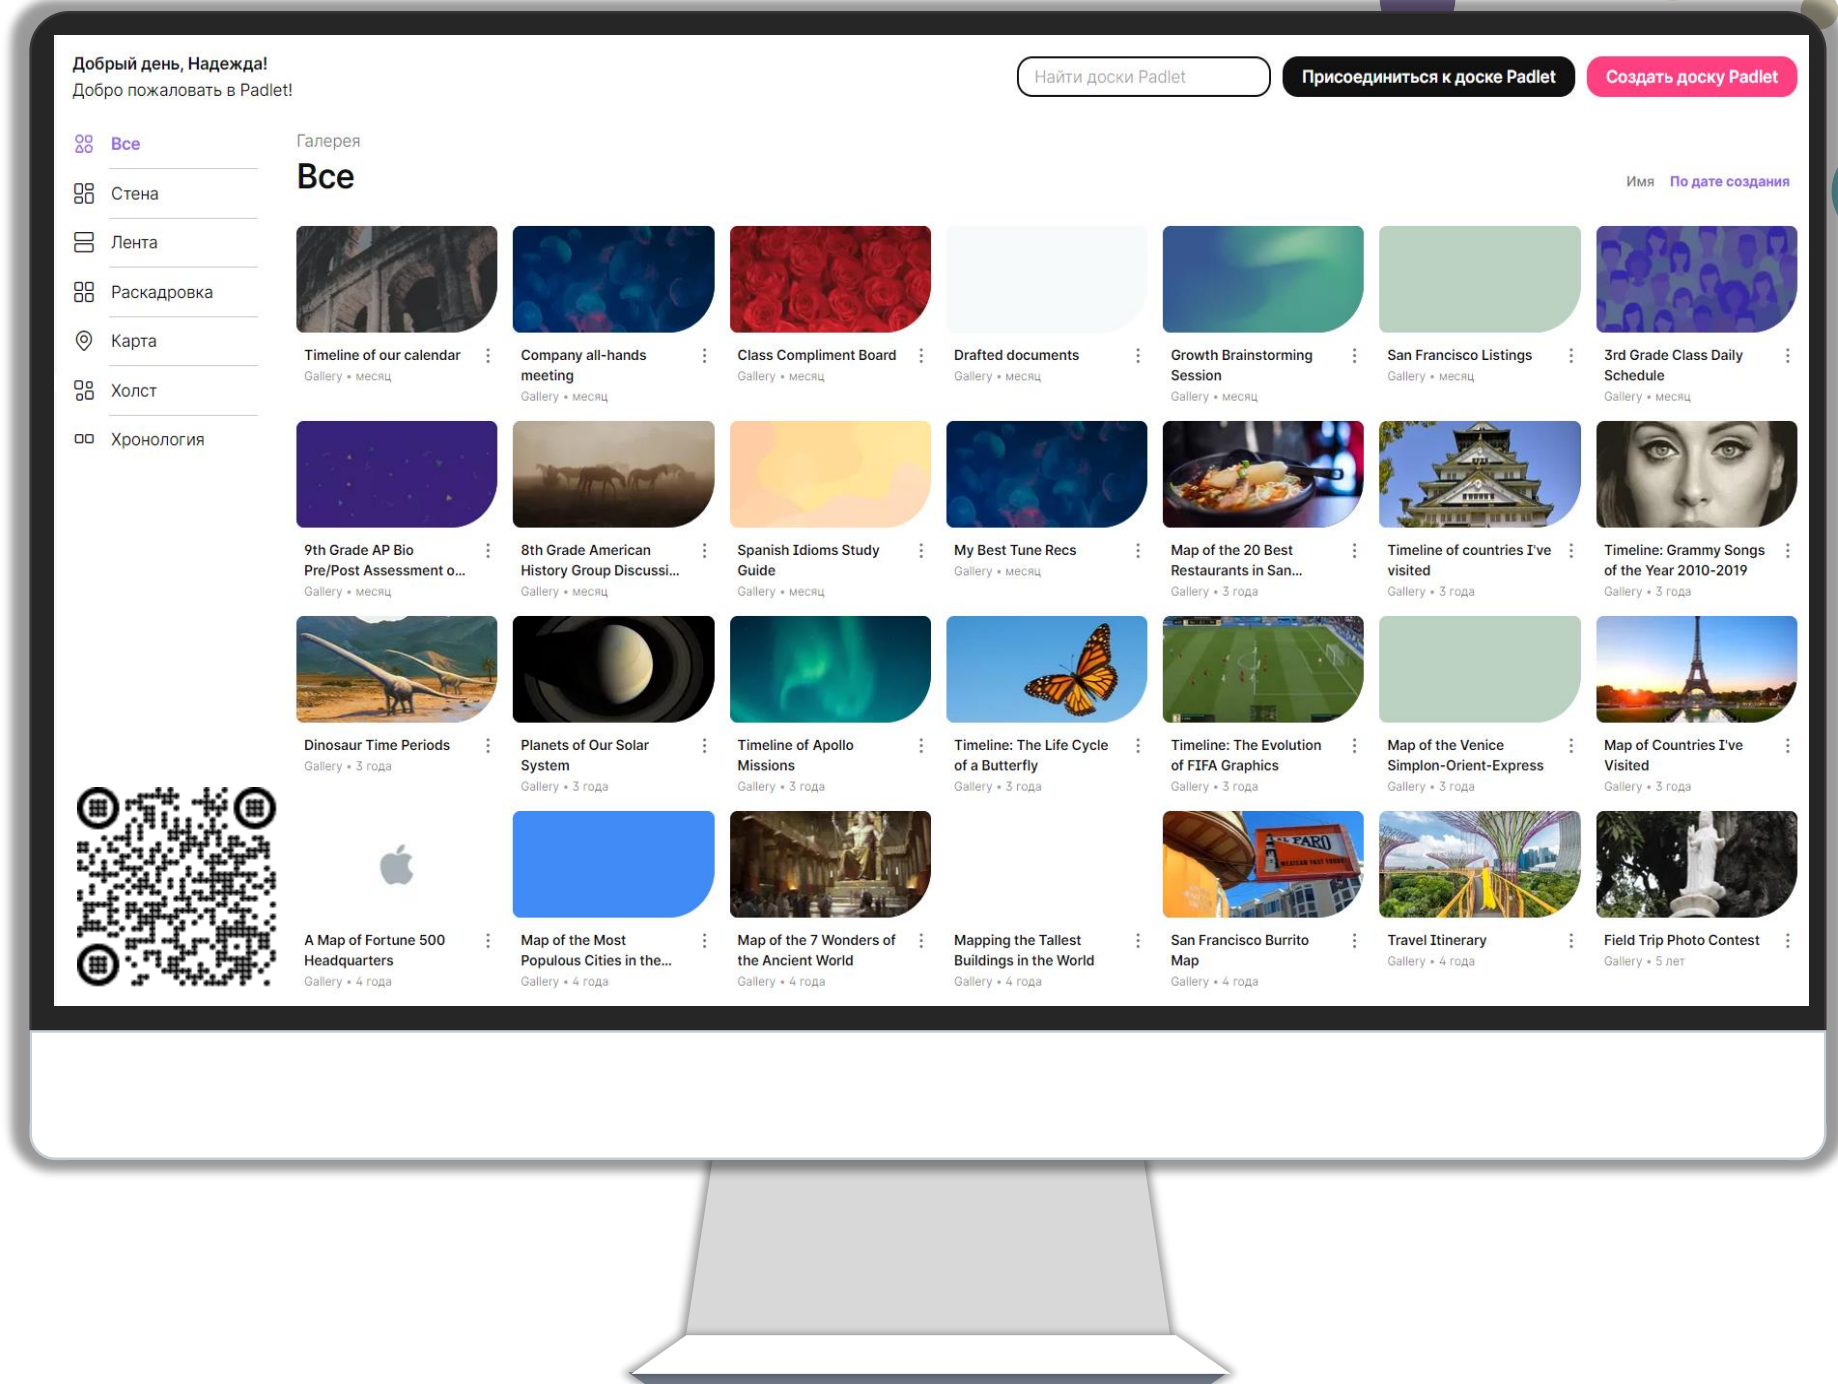 Добрый день, Надежда!
Добро пожаловать в Padlet!
Найти доски Padlet
Присоединиться к доске Padlet
Создать доску Padlet
Все
Стена
Лента
Раскадровка
Карта
Холст
Хронология
Галерея
Все
Имя
По дате создания
Timeline of our calendar
Gallery • месяц
Company all-hands
meeting
Gallery • месяц
Class Compliment Board
Gallery • месяц
Drafted documents
Gallery • месяц
Growth Brainstorming
Session
Gallery • месяц
San Francisco Listings
Gallery • месяц
3rd Grade Class Daily
Schedule
Gallery • месяц
9th Grade AP Bio
Pre/Post Assessment o...
Gallery • месяц
8th Grade American
History Group Discussi...
Gallery • месяц
Spanish Idioms Study
Guide
Gallery • месяц
My Best Tune Recs
Gallery • месяц
Map of the 20 Best
Restaurants in San...
Gallery • 3 года
Timeline of countries I've
visited
Gallery • 3 года
Timeline: Grammy Songs
of the Year 2010-2019
Gallery • 3 года
Dinosaur Time Periods
Gallery • 3 года
Planets of Our Solar
System
Gallery • 3 года
Timeline of Apollo
Missions
Gallery • 3 года
Timeline: The Life Cycle
of a Butterfly
Gallery • 3 года
Timeline: The Evolution
of FIFA Graphics
Gallery • 3 года
Map of the Venice
Simplon-Orient-Express
Gallery • 3 года
Map of Countries I've
Visited
Gallery • 3 года
A Map of Fortune 500
Headquarters
Gallery • 4 года
Map of the Most
Populous Cities in the...
Gallery • 4 года
Map of the 7 Wonders of
the Ancient World
Gallery • 4 года
Mapping the Tallest
Buildings in the World
Gallery • 4 года
FARO
MEXICAN FAST FOOD
San Francisco Burrito
Map
Gallery • 4 года
Travel Itinerary
Gallery • 4 года
Field Trip Photo Contest
Gallery • 5 лет